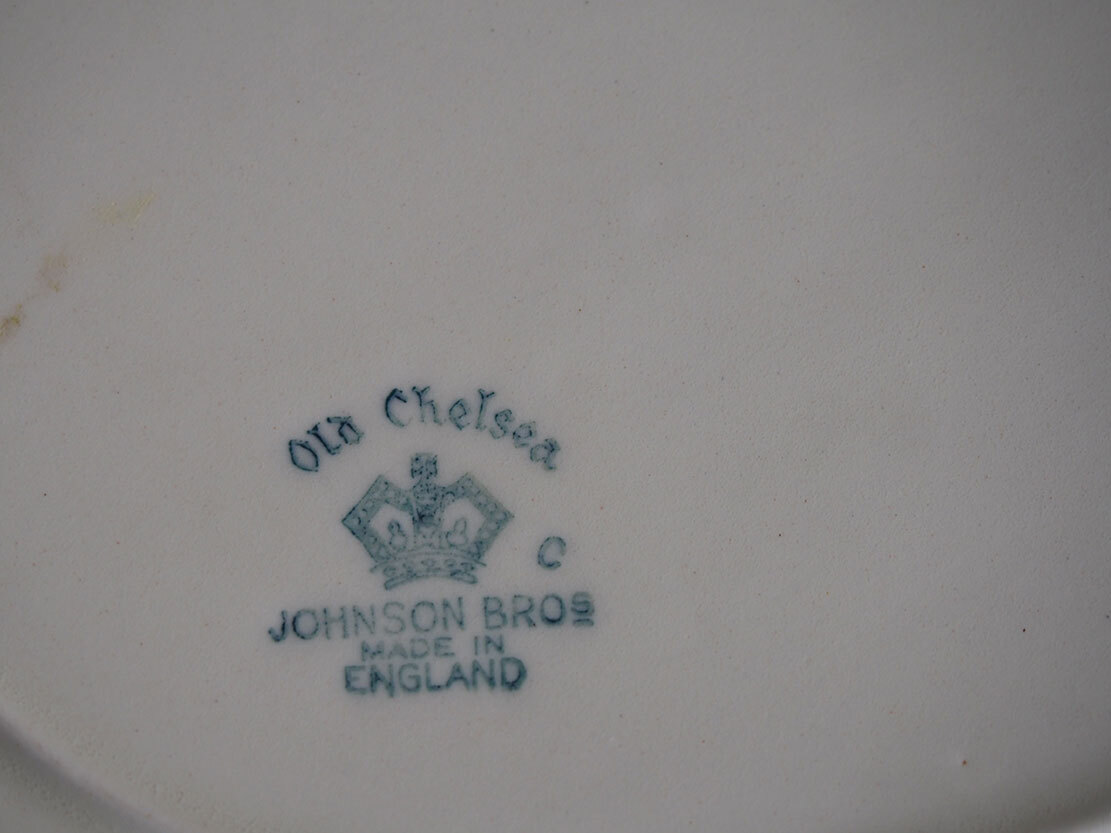 Old Chelsea
C
JOHNSON BROS
MADE IN
ENGLAND